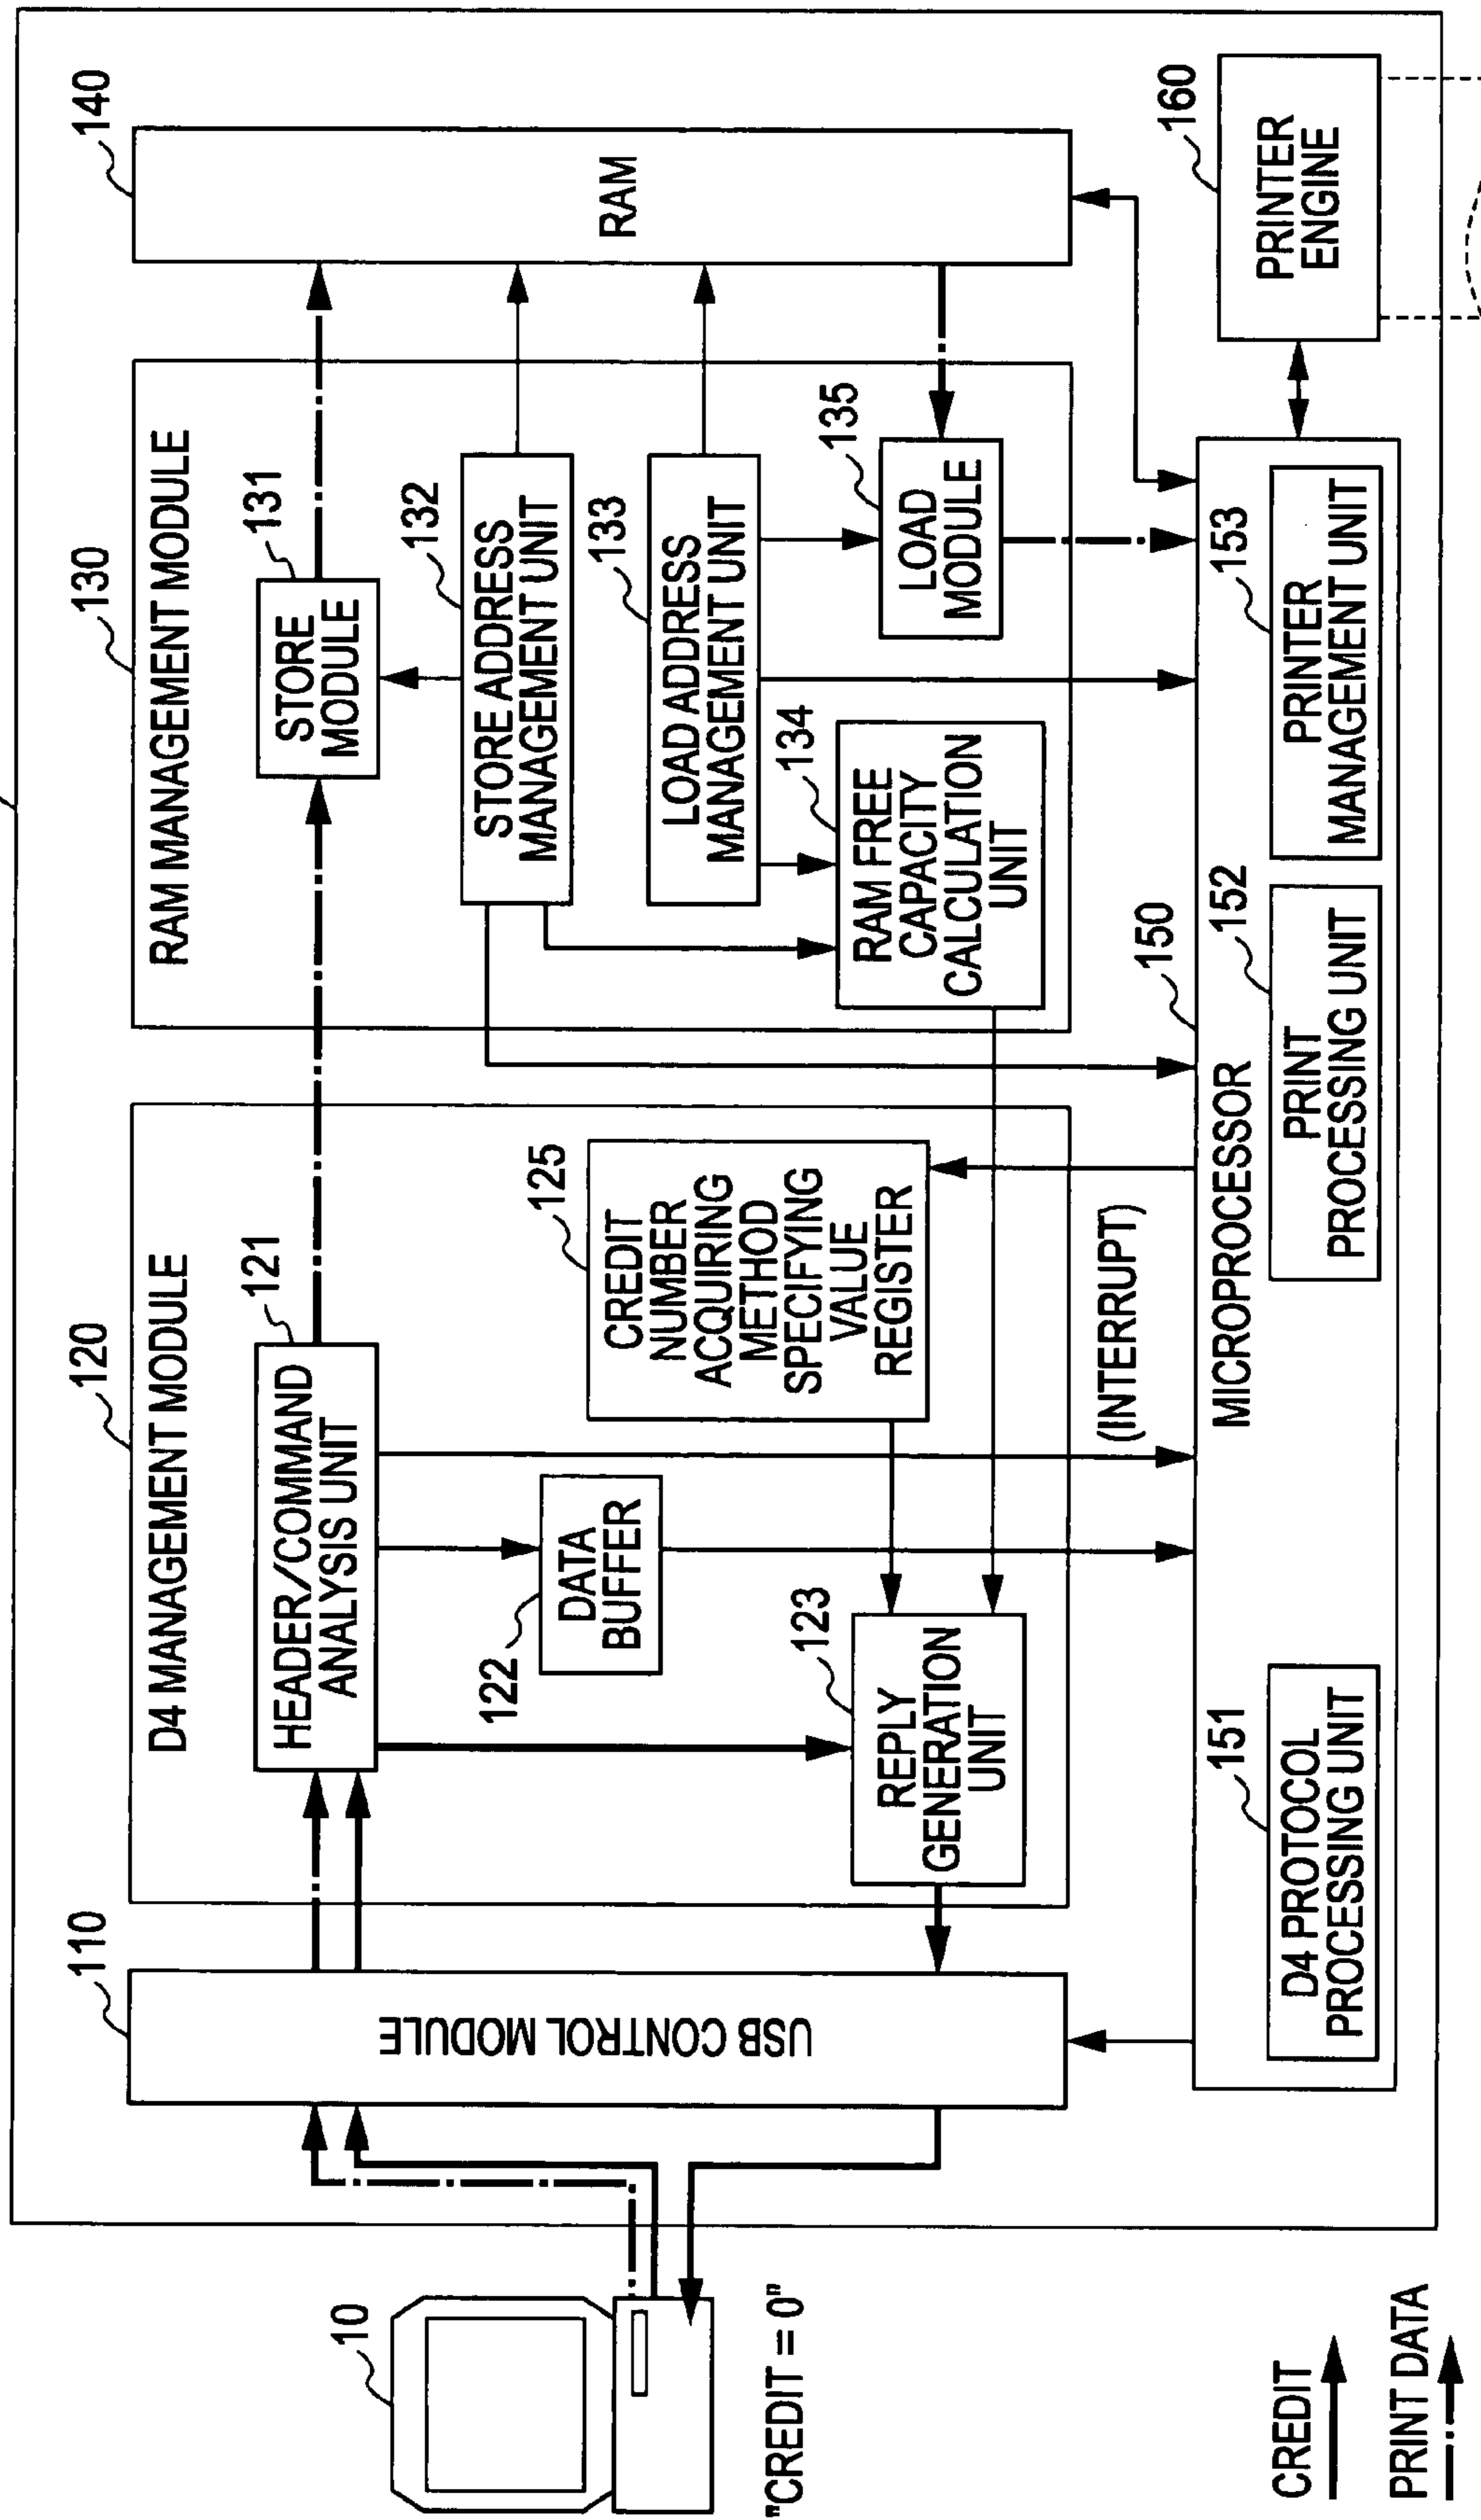 10
"CREDIT = 0"
CREDIT
PRINT DATA
110
USB CONTROL MODULE
120
D4 MANAGEMENT MODULE
121
HEADER/COMMAND
ANALYSIS UNIT
122
DATA
BUFFER
123
REPLY
GENERATION
UNIT
125
CREDIT
NUMBER
ACQUIRING
METHOD
SPECIFYING
VALUE
REGISTER
(INTERRUPT)
130
RAM MANAGEMENT MODULE
131
STORE
MODULE
132
STORE ADDRESS
MANAGEMENT UNIT
133
LOAD ADDRESS
MANAGEMENT UNIT
134
RAM FREE
CAPACITY
CALCULATION
UNIT
135
LOAD
MODULE
140
RAM
150
MICROPROCESSOR
151
D4 PROTOCOL
PROCESSING UNIT
152
PRINT
PROCESSING UNIT
153
PRINTER
MANAGEMENT UNIT
160
PRINTER
ENGINE